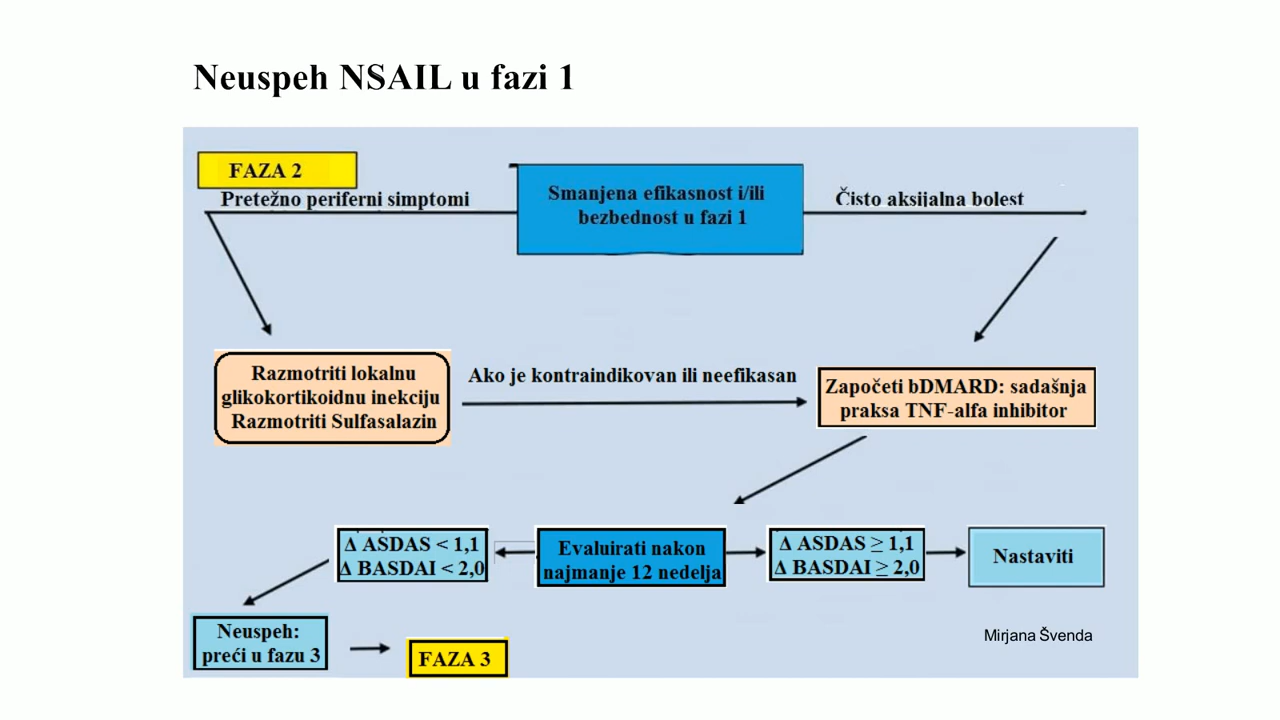 Neuspeh NSAIL u fazi 1
FAZA 2
Pretežno periferni simptomi
Smanjena efikasnost i/ili
bezbednost u fazi 1
Čisto aksijalna bolest
Razmotriti lokalnu
glikokortikoidnu inekciju
Razmotriti Sulfasalazin
Ako je kontraindikovan ili neefikasan
Započeti bDMARD: sadašnja
praksa TNF-alfa inhibitor
Δ ASDAS < 1,1
Δ BASDAI < 2,0
Evaluirati nakon
najmanje 12 nedelja
Δ ASDAS ≥ 1,1
Δ BASDAI ≥ 2,0
Nastaviti
Neuspeh:
preći u fazu 3
FAZA 3
Mirjana Švenda